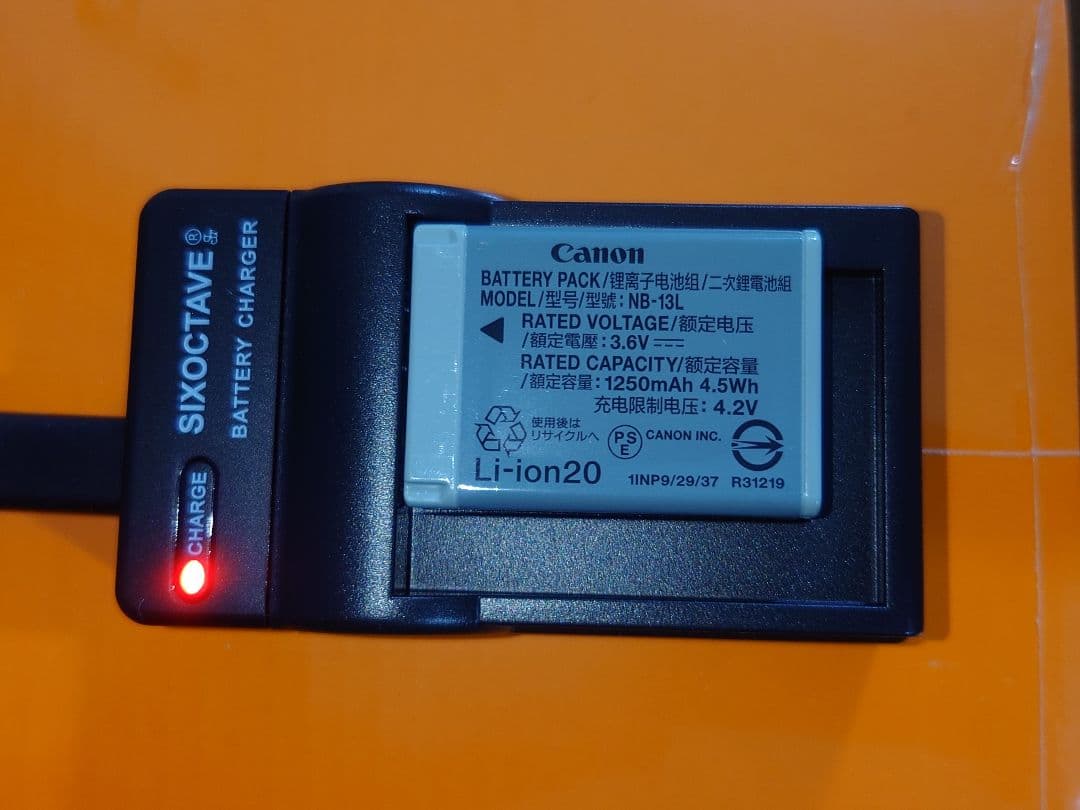 SIXOCTAVE®
BATTERY CHARGER
CHARGE
Canon
BATTERY PACK/锂离子电池组/二次鋰電池組
MODEL/型号/型號: NB-13L
RATED VOLTAGE/额定电压
/額定電壓: 3.6V ⎓
RATED CAPACITY/额定容量
/額定容量: 1250mAh 4.5Wh
充电限制电压: 4.2V
使用後は
リサイクルへ
PS
E
CANON INC.
Li-ion20
1INP9/29/37 R31219